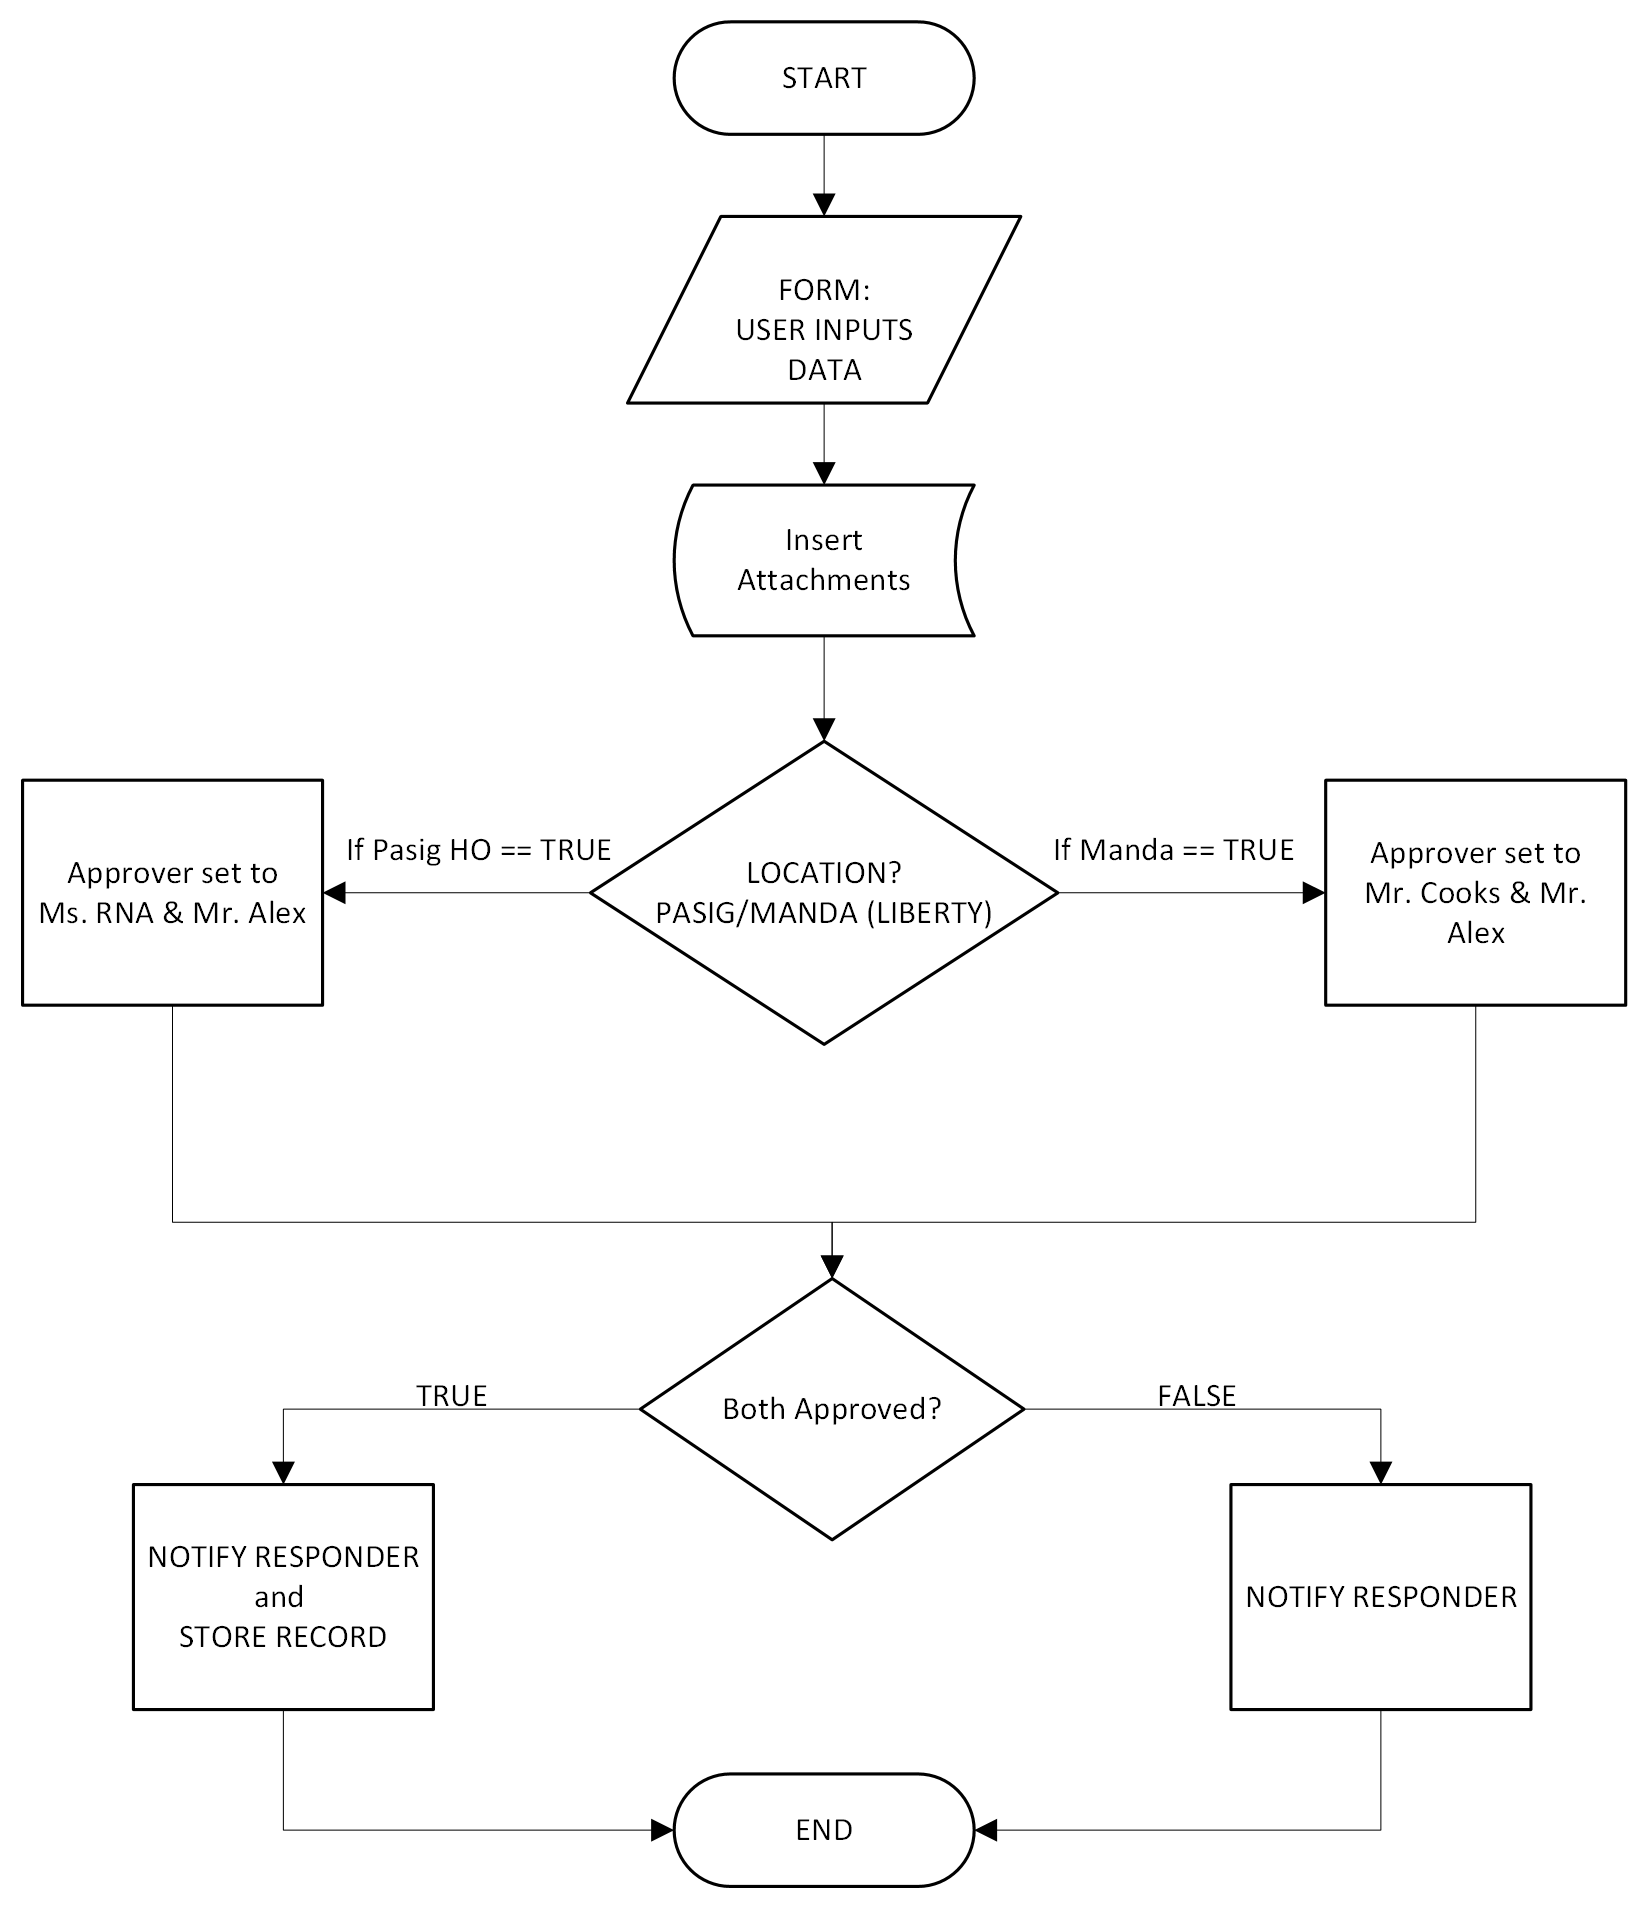 START
FORM:
USER INPUTS
DATA
Insert
Attachments
If Pasig HO == TRUE
If Manda == TRUE
Approver set to
Ms. RNA & Mr. Alex
LOCATION?
PASIG/MANDA (LIBERTY)
Approver set to
Mr. Cooks & Mr.
Alex
TRUE
FALSE
Both Approved?
NOTIFY RESPONDER
and
STORE RECORD
NOTIFY RESPONDER
END